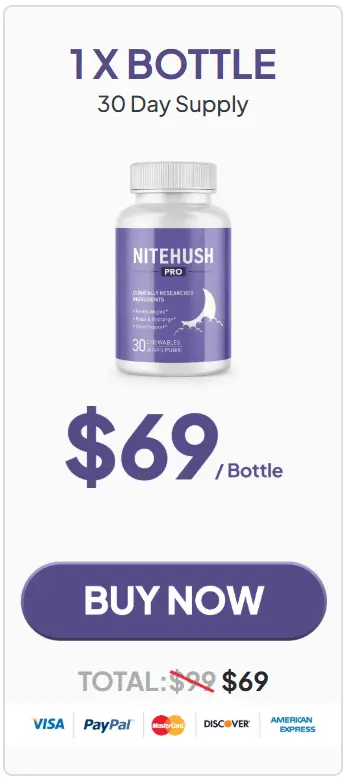 1 X BOTTLE
30 Day Supply
NITEHUSH
PRO
CLINICALLY RESEARCHED
INGREDIENTS
30 CHEWABLES
$69 / Bottle
BUY NOW
TOTAL: $99 $69
VISA PayPal MasterCard DISCOVER AMERICAN EXPRESS